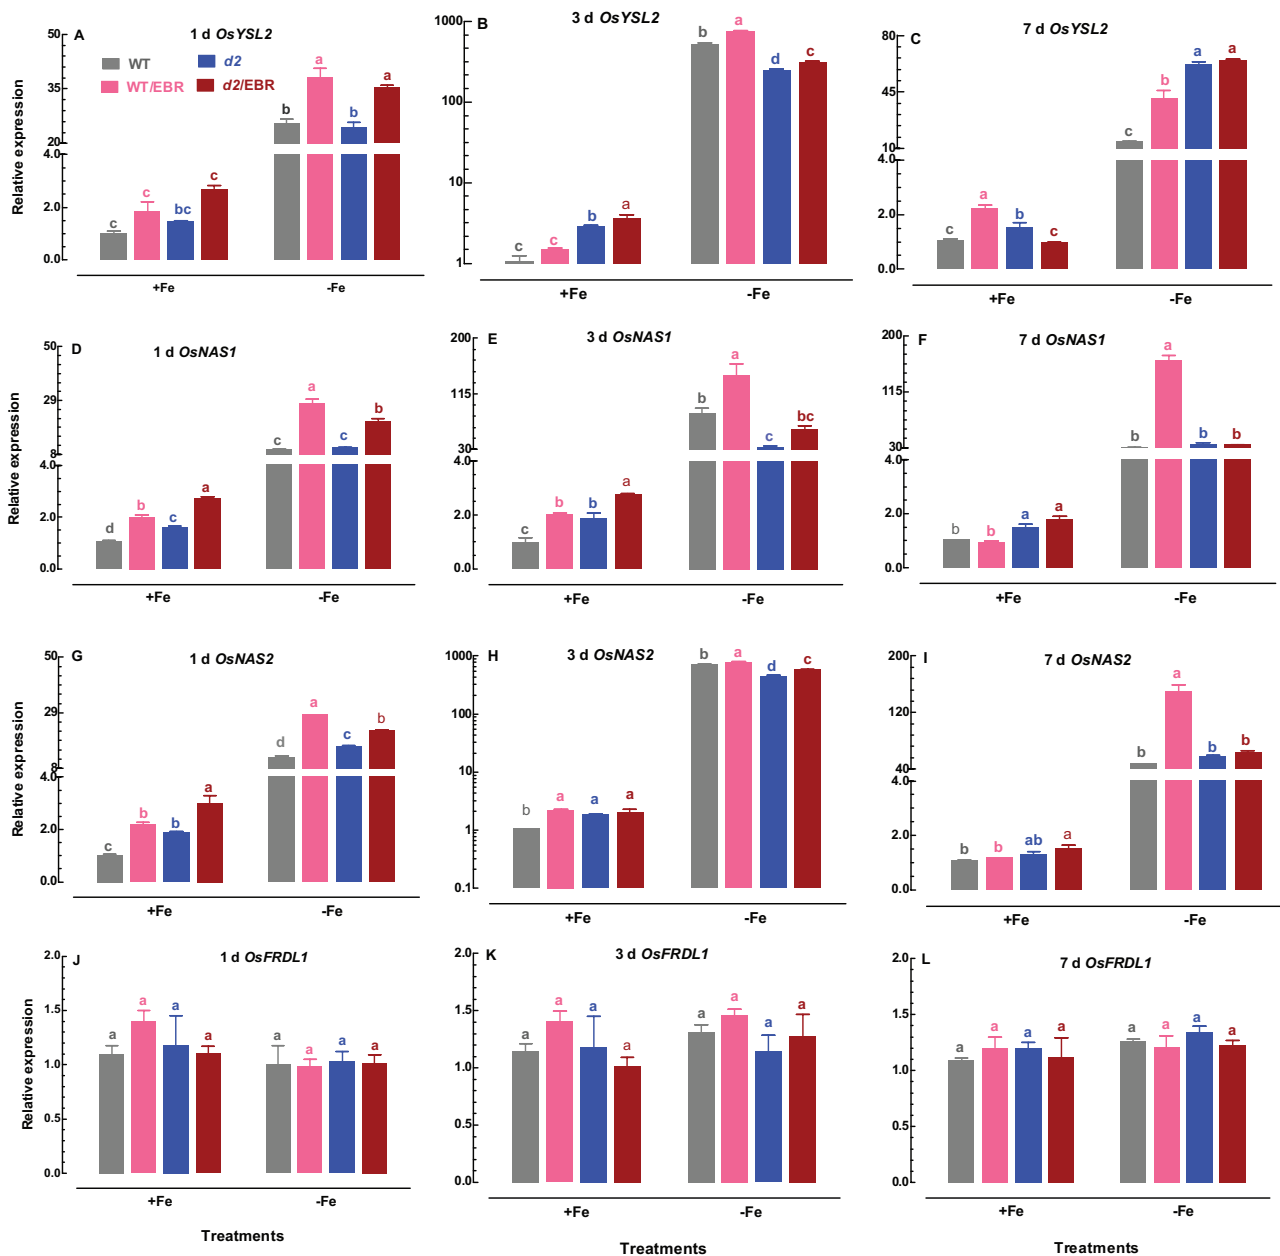 A 1 d OsYSL2
WT d2
WT/EBR d2/EBR
Relative expression
50
35
20
4.0
2.0
0.0
c c bc c b a b a
+Fe -Fe
B 3 d OsYSL2
1000
100
10
1
c c b a b a d c
+Fe -Fe
C 7 d OsYSL2
80
45
10
4.0
2.0
0.0
c a b c c b a a
+Fe -Fe
D 1 d OsNAS1
Relative expression
50
29
8
4.0
2.0
0.0
d b c a c a c b
+Fe -Fe
E 3 d OsNAS1
200
115
30
4.0
2.0
0.0
c b b a b a c bc
+Fe -Fe
F 7 d OsNAS1
200
115
30
4.0
2.0
0.0
b b a a b a b b
+Fe -Fe
G 1 d OsNAS2
Relative expression
50
29
8
4.0
2.0
0.0
c b b a d a c b
+Fe -Fe
H 3 d OsNAS2
1000
100
10
1
0.1
b a a a b a d c
+Fe -Fe
I 7 d OsNAS2
200
120
40
4.0
2.0
0.0
b b ab a b a b b
+Fe -Fe
J 1 d OsFRDL1
Relative expression
2.0
1.5
1.0
0.5
0.0
a a a a a a a a
+Fe -Fe
Treatments
K 3 d OsFRDL1
2.0
1.5
1.0
0.5
0.0
a a a a a a a a
+Fe -Fe
Treatments
L 7 d OsFRDL1
2.0
1.5
1.0
0.5
0.0
a a a a a a a a
+Fe -Fe
Treatments